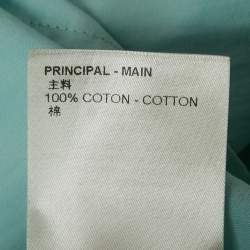 PRINCIPAL - MAIN
主料
100% COTON - COTTON
棉